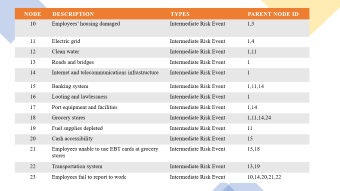 NODE DESCRIPTION TYPES PARENT NODE ID
10 Employees' housing damaged Intermediate Risk Event 1,3
11 Electric grid Intermediate Risk Event 1,4
12 Clean water Intermediate Risk Event 1,11
13 Roads and bridges Intermediate Risk Event 1
14 Internet and telecommunications infrastructure Intermediate Risk Event 1
15 Banking system Intermediate Risk Event 1,11,14
16 Looting and lawlessness Intermediate Risk Event 1
17 Port equipment and facilities Intermediate Risk Event 1,14
18 Grocery stores Intermediate Risk Event 1,11,14,24
19 Fuel supplies depleted Intermediate Risk Event 11
20 Cash accessibility Intermediate Risk Event 15
21 Employees unable to use EBT cards at grocery Intermediate Risk Event 15,18
stores
22 Transportation system Intermediate Risk Event 13,19
23 Employees fail to report to work Intermediate Risk Event 10,14,20,21,22